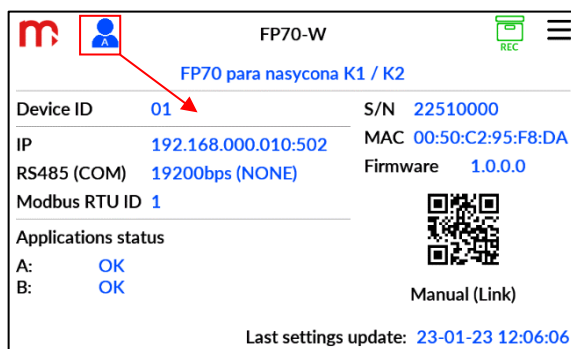 m
A
FP70-W
REC
FP70 para nasycona K1 / K2
Device ID 01
S/N 22510000
IP 192.168.000.010:502
MAC 00:50:C2:95:F8:DA
RS485 (COM) 19200bps (NONE)
Firmware 1.0.0.0
Modbus RTU ID 1
Applications status
A: OK
B: OK
Manual (Link)
Last settings update: 23-01-23 12:06:06